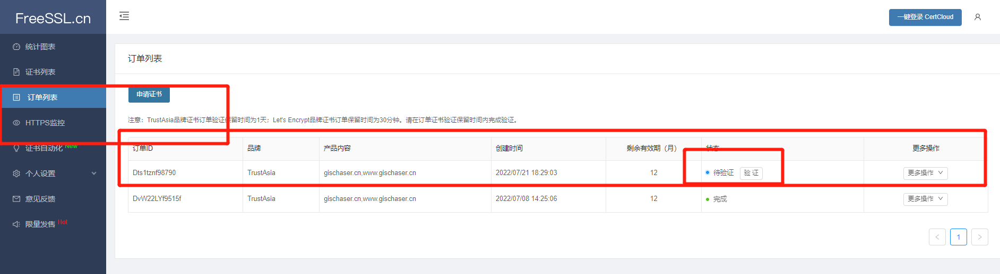 FreeSSL.cn
一键登录 CertCloud
统计图表
证书列表
订单列表
HTTPS监控
证书自动化 New
个人设置
意见反馈
限量发售 Hot
订单列表
申请证书
注意：TrustAsia品牌证书订单验证保留时间为1天；Let's Encrypt品牌证书订单保留时间为30分钟。请在订单证书验证保留时间内完成验证。
订单ID 品牌 产品内容 创建时间 剩余有效期（月） 状态 更多操作
Dts1tznf98790 TrustAsia gischaser.cn,www.gischaser.cn 2022/07/21 18:29:03 12 待验证 验 证 更多操作
DvW22LYf9515f TrustAsia gischaser.cn,www.gischaser.cn 2022/07/08 14:25:06 12 完成 更多操作
< 1 >